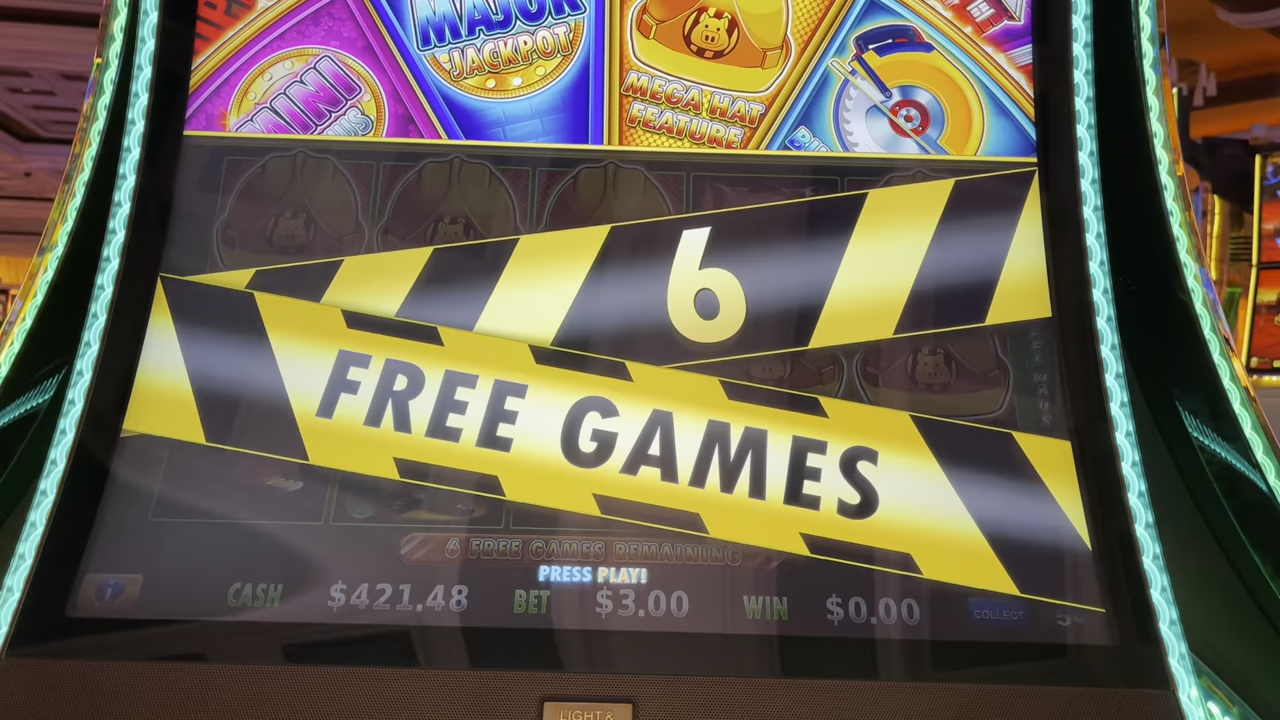 MAJOR
JACKPOT
MINI
MEGA HAT
FEATURE
6
FREE GAMES
6 FREE GAMES REMAINING
PRESS PLAY!
CASH $421.48 BET $3.00 WIN $0.00 COLLECT
LIGHT &